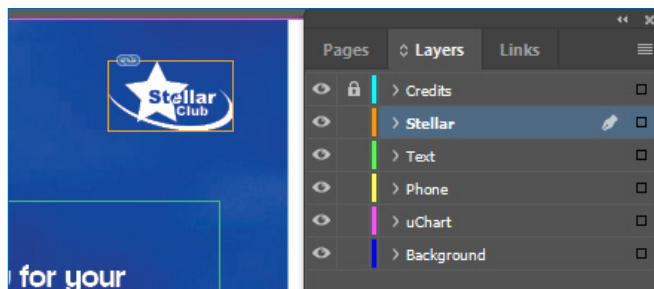 Pages
Layers
Links
Stellar
Club
Credits
Stellar
Text
Phone
uChart
Background
for your